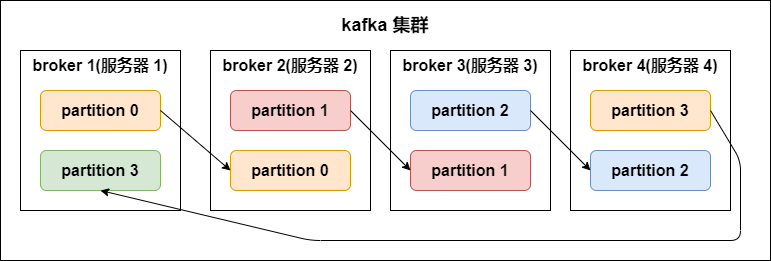 kafka 集群
broker 1(服务器 1)
broker 2(服务器 2)
broker 3(服务器 3)
broker 4(服务器 4)
partition 0
partition 1
partition 2
partition 3
partition 3
partition 0
partition 1
partition 2